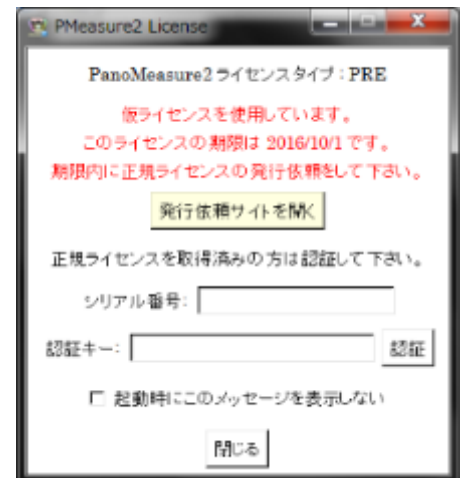 PMeasure2 License
PanoMeasure2 ライセンスタイプ : PRE
仮ライセンスを使用しています。
このライセンスの期限は 2016/10/1 です。
期限内に正規ライセンスの発行依頼をして下さい。
発行依頼サイトを開く
正規ライセンスを取得済みの方は認証して下さい。
シリアル番号:
認証キー:
認証
起動時にこのメッセージを表示しない
閉じる